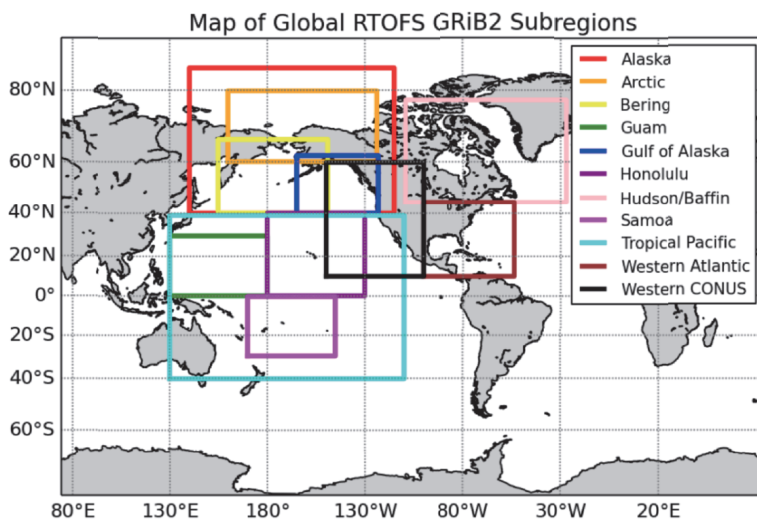 Map of Global RTOFS GRiB2 Subregions
Alaska
Arctic
Bering
Guam
Gulf of Alaska
Honolulu
Hudson/Baffin
Samoa
Tropical Pacific
Western Atlantic
Western CONUS
80°N
60°N
40°N
20°N
0°
20°S
40°S
60°S
80°E 130°E 180° 130°W 80°W 30°W 20°E